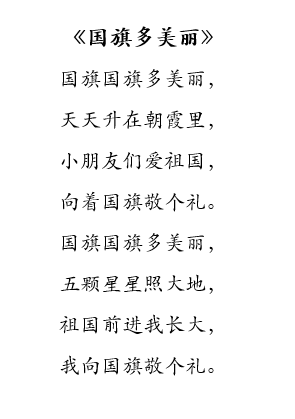 《国旗多美丽》
国旗国旗多美丽，
天天升在朝霞里，
小朋友们爱祖国，
向着国旗敬个礼。
国旗国旗多美丽，
五颗星星照大地，
祖国前进我长大，
我向国旗敬个礼。